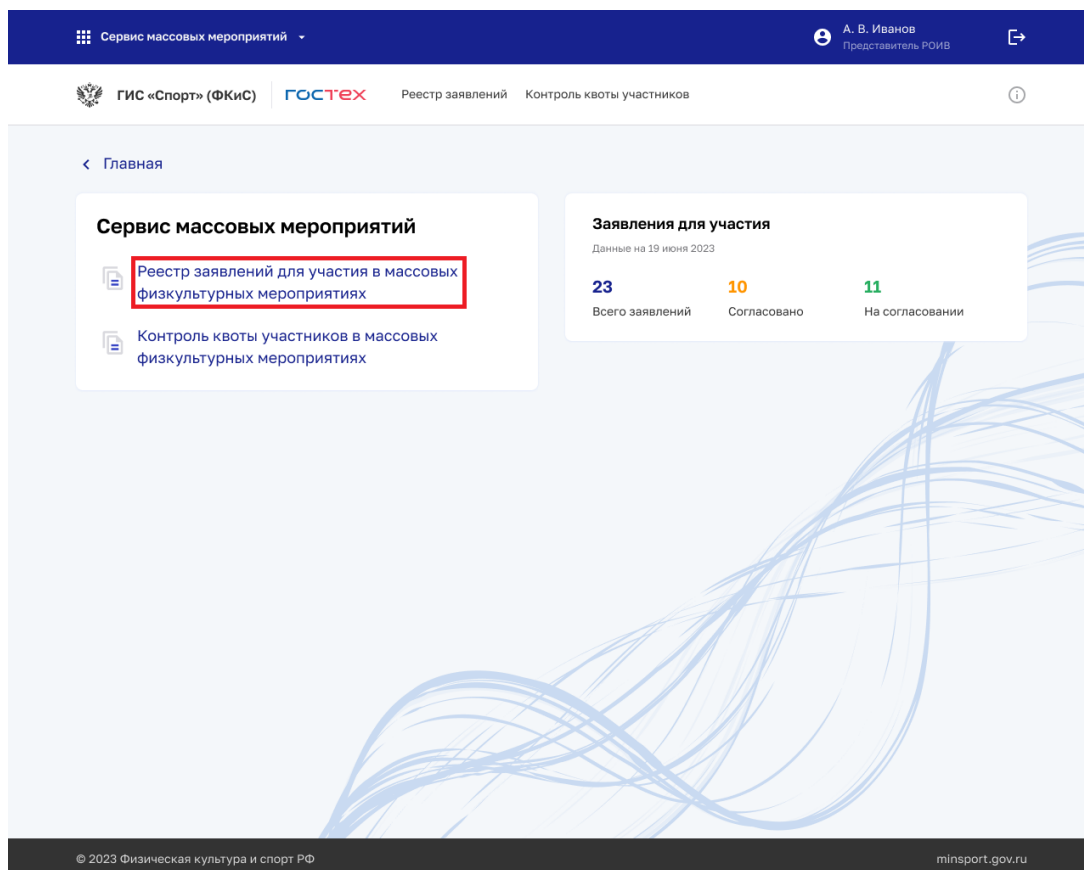 Сервис массовых мероприятий
А. В. Иванов
Представитель РОИВ
ГИС «Спорт» (ФКиС)
ГОСТЕХ
Реестр заявлений
Контроль квоты участников
Главная
Сервис массовых мероприятий
Реестр заявлений для участия в массовых
физкультурных мероприятиях
Контроль квоты участников в массовых
физкультурных мероприятиях
Заявления для участия
Данные на 19 июня 2023
23
Всего заявлений
10
Согласовано
11
На согласовании
© 2023 Физическая культура и спорт РФ
minsport.gov.ru